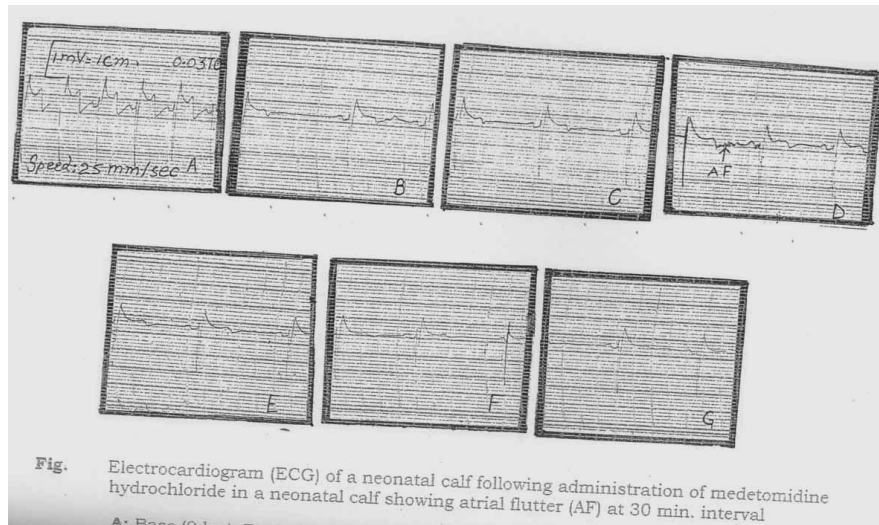 1mV=1cm.
Speed:25 mm/sec A
B
C
AF
D
E
F
G
Fig. Electrocardiogram (ECG) of a neonatal calf following administration of medetomidine
hydrochloride in a neonatal calf showing atrial flutter (AF) at 30 min. interval
A: Base (0